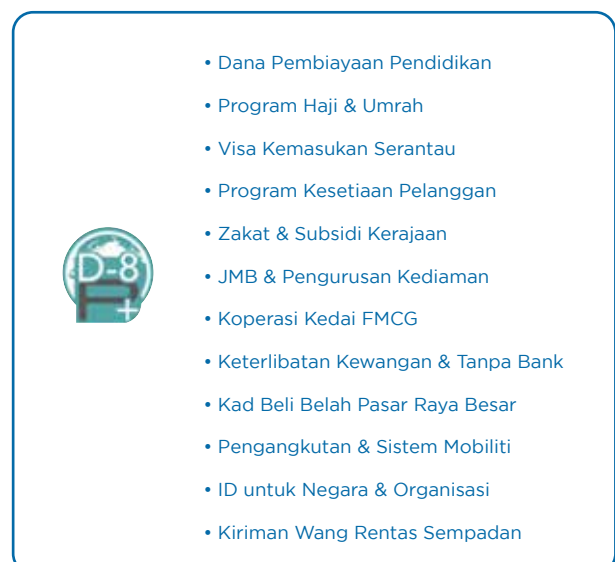 • Dana Pembiayaan Pendidikan
• Program Haji & Umrah
• Visa Kemasukan Serantau
• Program Kesetiaan Pelanggan
• Zakat & Subsidi Kerajaan
D-8
P+
• JMB & Pengurusan Kediaman
• Koperasi Kedai FMCG
• Keterlibatan Kewangan & Tanpa Bank
• Kad Beli Belah Pasar Raya Besar
• Pengangkutan & Sistem Mobiliti
• ID untuk Negara & Organisasi
• Kiriman Wang Rentas Sempadan